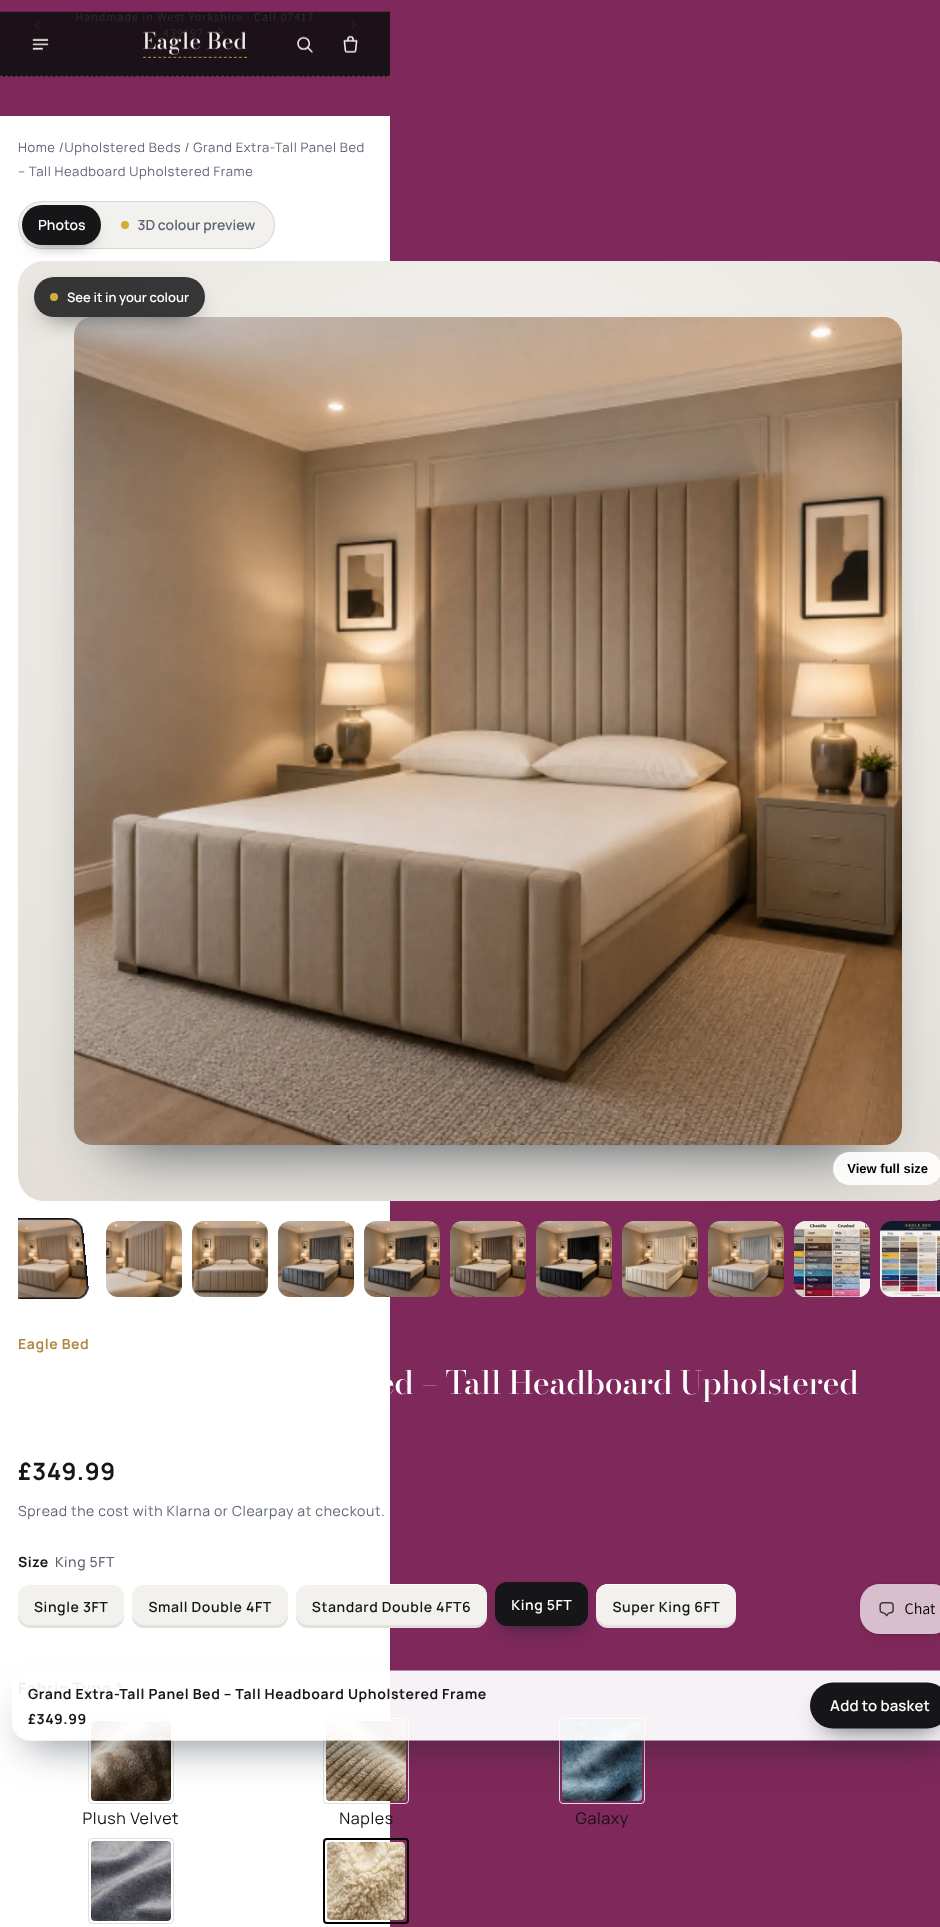 Handmade in West Yorkshire · Call 07417
Eagle Bed
Home /Upholstered Beds / Grand Extra-Tall Panel Bed
– Tall Headboard Upholstered Frame
Photos
3D colour preview
See it in your colour
View full size
Eagle Bed
ed – Tall Headboard Upholstered
£349.99
Spread the cost with Klarna or Clearpay at checkout.
Size King 5FT
Single 3FT
Small Double 4FT
Standard Double 4FT6
King 5FT
Super King 6FT
Chat
Grand Extra-Tall Panel Bed – Tall Headboard Upholstered Frame
£349.99
Add to basket
Plush Velvet
Naples
Galaxy